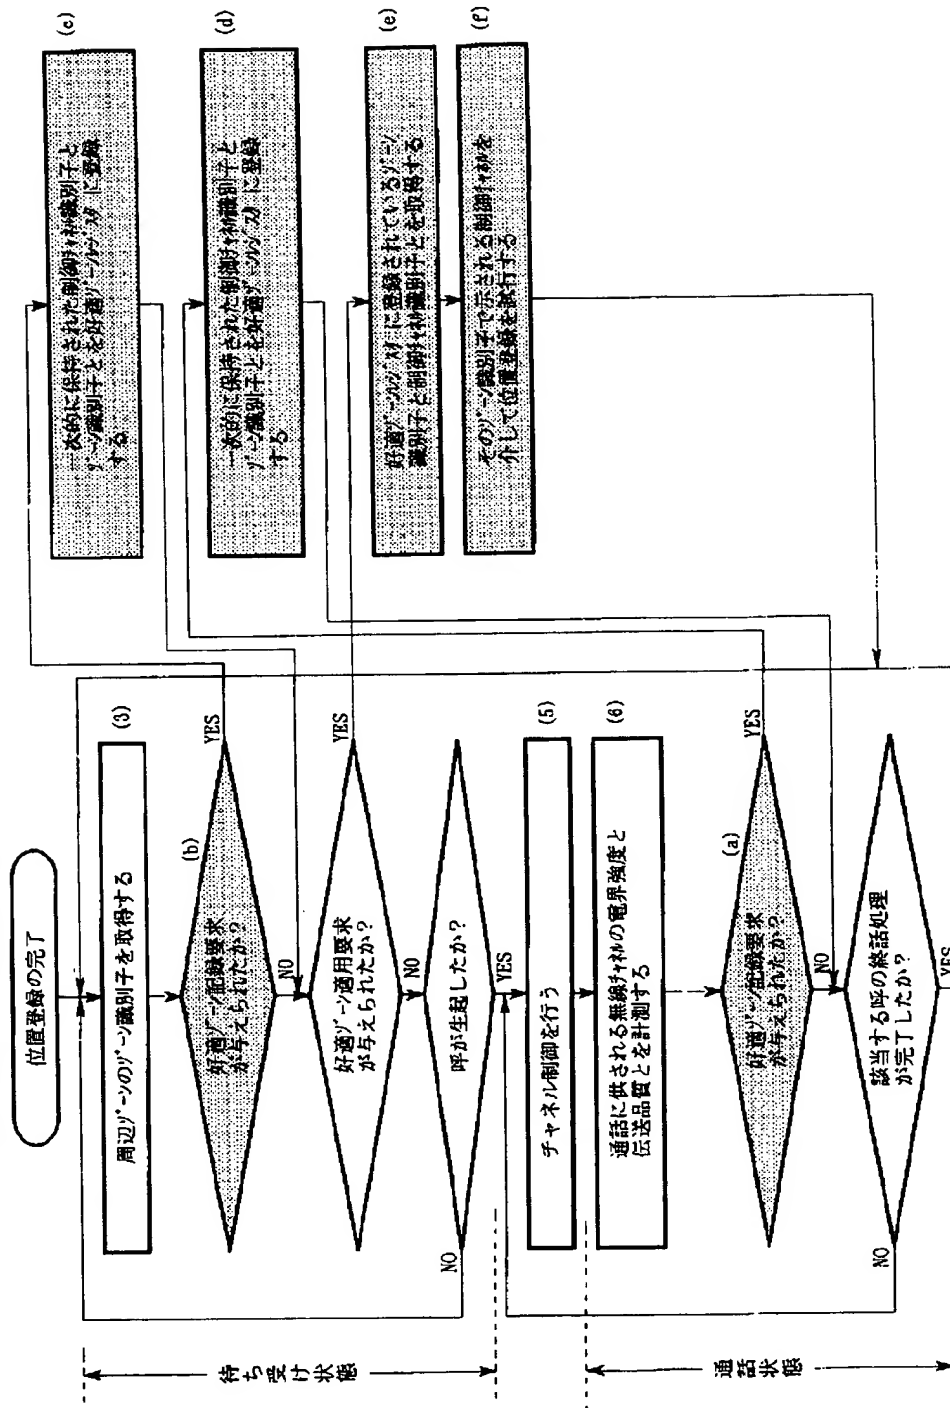 位置登録の完了
周辺ゾーンのゾーン識別子を取得する
(3)
(b)
好適ゾーン記録要求
が与えられたか?
YES
NO
(c)
一次的に保持された制御チャネル識別子と
ゾーン識別子とを好適ゾーンレジスタに登録
する
好適ゾーン適用要求
が与えられたか?
YES
NO
(e)
好適ゾーンレジスタに登録されているゾーン
識別子と制御チャネル識別子とを取得する
(f)
そのゾーン識別子で示される制御チャネルを
介して位置登録を試行する
呼が生起したか?
NO
YES
チャネル制御を行う
(5)
通話に供される無線チャネルの電界強度と
伝送品質とを計測する
(6)
(a)
好適ゾーン記録要求
が与えられたか?
YES
NO
(d)
一次的に保持された制御チャネル識別子と
ゾーン識別子とを好適ゾーンレジスタに登録
する
該当する呼の終話処理
が完了したか?
NO
YES
待ち受け状態
通話状態